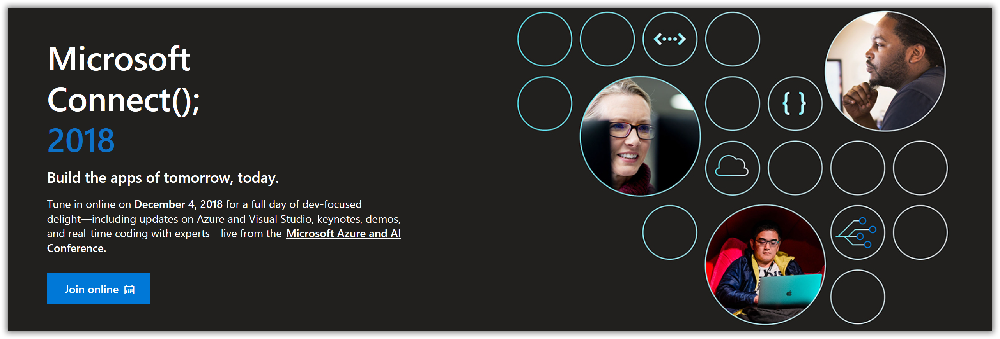 Microsoft
Connect();
2018
Build the apps of tomorrow, today.
Tune in online on December 4, 2018 for a full day of dev-focused
delight—including updates on Azure and Visual Studio, keynotes, demos,
and real-time coding with experts—live from the Microsoft Azure and AI
Conference.
Join online